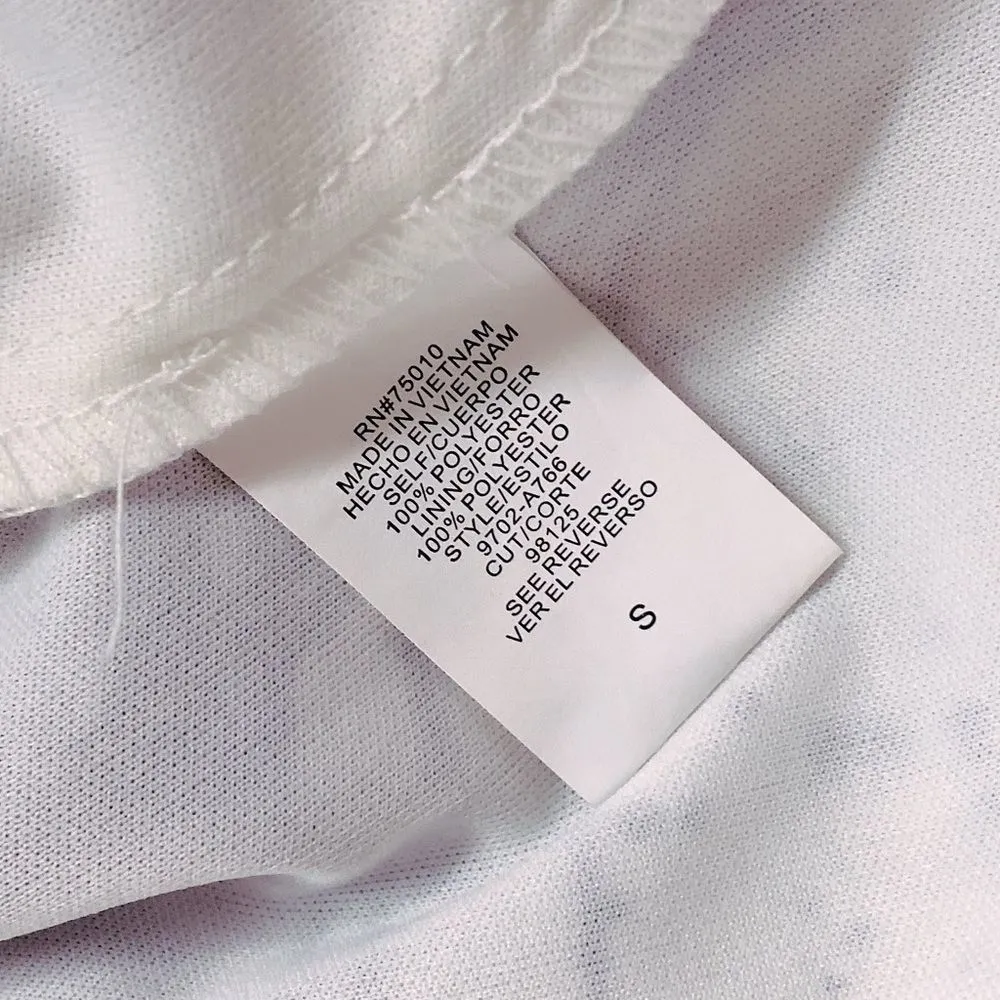 RN#75010
MADE IN VIETNAM
HECHO EN VIETNAM
SELF/CUERPO
100% POLYESTER
LINING/FORRO
100% POLYESTER
STYLE/ESTILO
9702-A766
CUT/CORTE
98125
SEE REVERSE
VER EL REVERSO
S